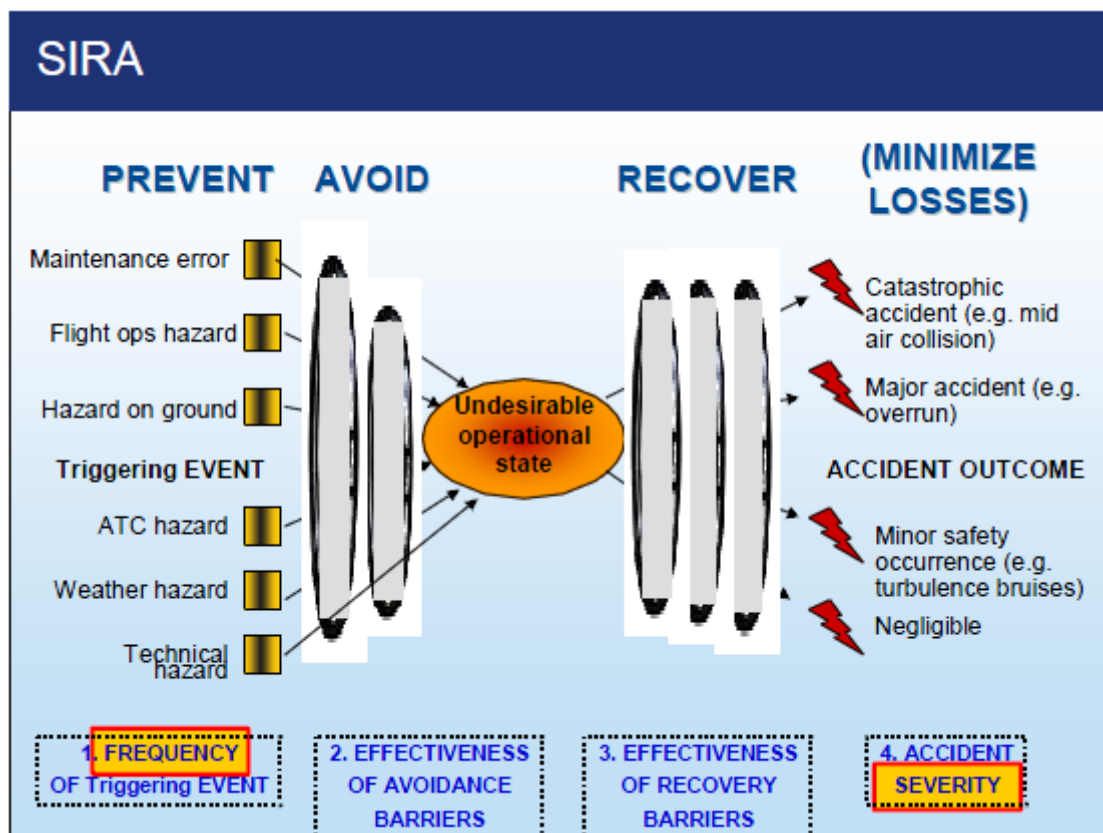 SIRA
PREVENT
AVOID
RECOVER
(MINIMIZE
LOSSES)
Maintenance error
Flight ops hazard
Hazard on ground
Triggering EVENT
ATC hazard
Weather hazard
Technical
hazard
Undesirable
operational
state
Catastrophic
accident (e.g. mid
air collision)
Major accident (e.g.
overrun)
ACCIDENT OUTCOME
Minor safety
occurrence (e.g.
turbulence bruises)
Negligible
1. FREQUENCY
OF Triggering EVENT
2. EFFECTIVENESS
OF AVOIDANCE
BARRIERS
3. EFFECTIVENESS
OF RECOVERY
BARRIERS
4. ACCIDENT
SEVERITY